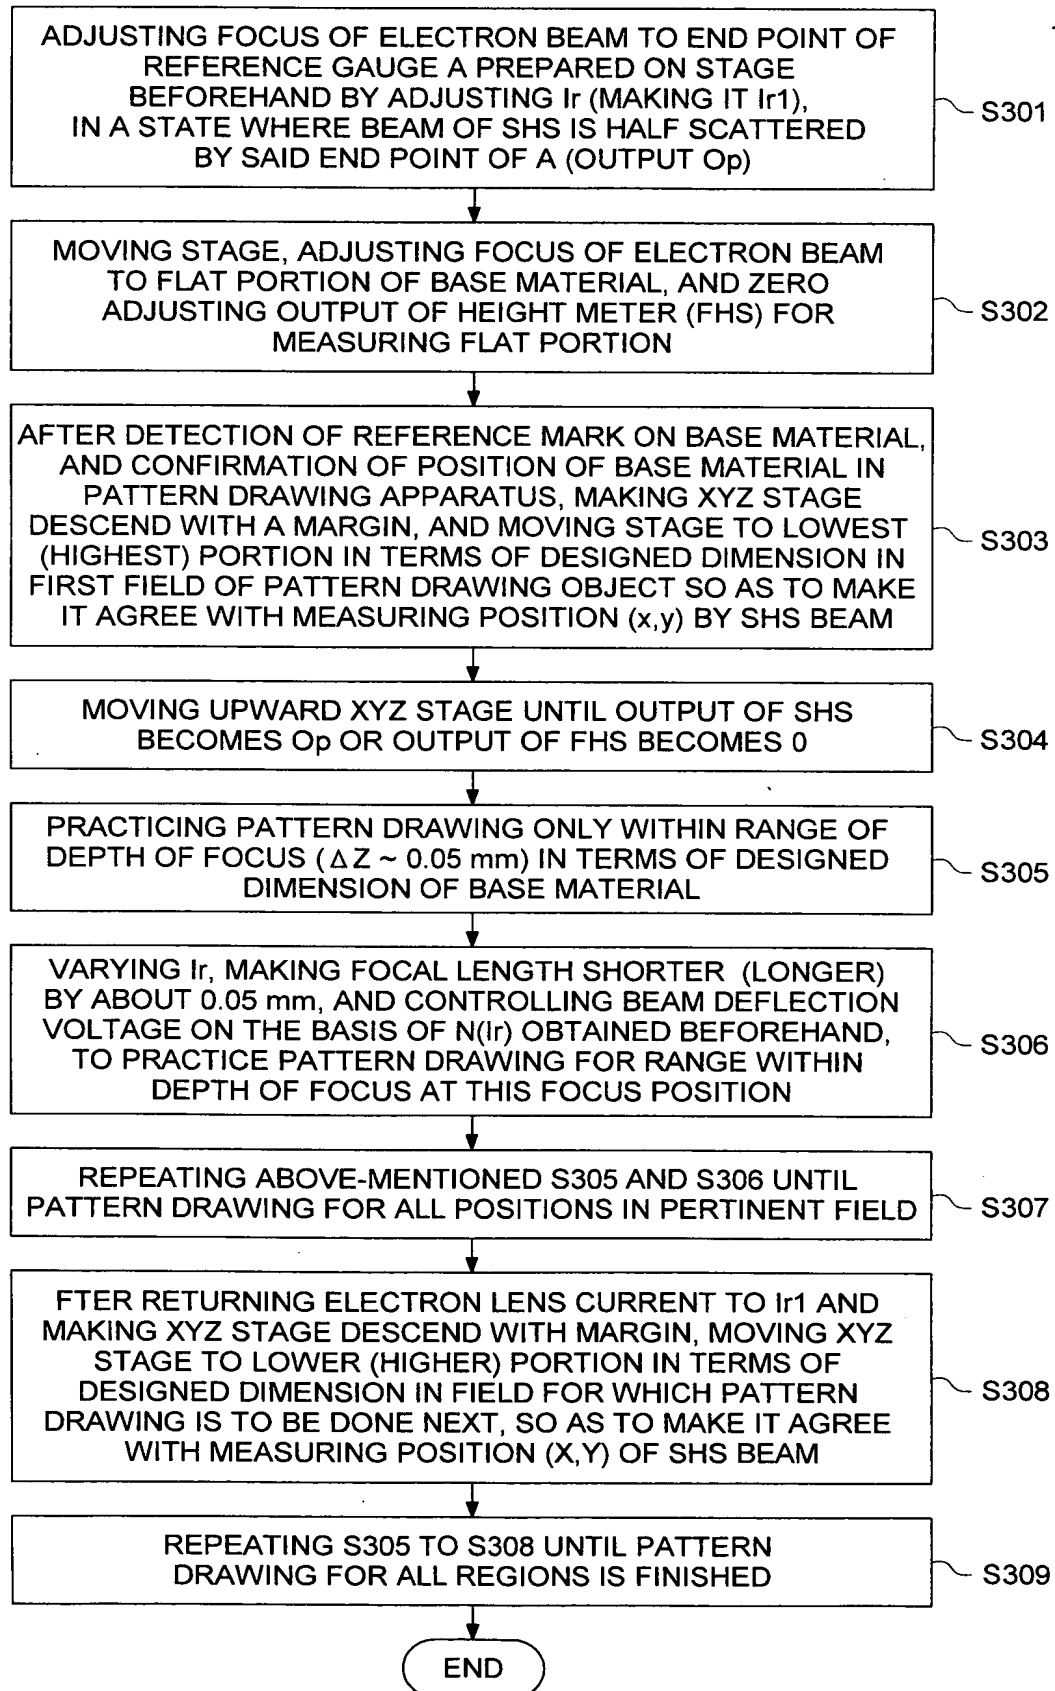 ADJUSTING FOCUS OF ELECTRON BEAM TO END POINT OF
REFERENCE GAUGE A PREPARED ON STAGE
BEFOREHAND BY ADJUSTING Ir (MAKING IT Ir1),
IN A STATE WHERE BEAM OF SHS IS HALF SCATTERED
BY SAID END POINT OF A (OUTPUT Op)
S301
MOVING STAGE, ADJUSTING FOCUS OF ELECTRON BEAM
TO FLAT PORTION OF BASE MATERIAL, AND ZERO
ADJUSTING OUTPUT OF HEIGHT METER (FHS) FOR
MEASURING FLAT PORTION
S302
AFTER DETECTION OF REFERENCE MARK ON BASE MATERIAL,
AND CONFIRMATION OF POSITION OF BASE MATERIAL IN
PATTERN DRAWING APPARATUS, MAKING XYZ STAGE
DESCEND WITH A MARGIN, AND MOVING STAGE TO LOWEST
(HIGHEST) PORTION IN TERMS OF DESIGNED DIMENSION IN
FIRST FIELD OF PATTERN DRAWING OBJECT SO AS TO MAKE
IT AGREE WITH MEASURING POSITION (x,y) BY SHS BEAM
S303
MOVING UPWARD XYZ STAGE UNTIL OUTPUT OF SHS
BECOMES Op OR OUTPUT OF FHS BECOMES 0
S304
PRACTICING PATTERN DRAWING ONLY WITHIN RANGE OF
DEPTH OF FOCUS (ΔZ ~ 0.05 mm) IN TERMS OF DESIGNED
DIMENSION OF BASE MATERIAL
S305
VARYING Ir, MAKING FOCAL LENGTH SHORTER (LONGER)
BY ABOUT 0.05 mm, AND CONTROLLING BEAM DEFLECTION
VOLTAGE ON THE BASIS OF N(Ir) OBTAINED BEFOREHAND,
TO PRACTICE PATTERN DRAWING FOR RANGE WITHIN
DEPTH OF FOCUS AT THIS FOCUS POSITION
S306
REPEATING ABOVE-MENTIONED S305 AND S306 UNTIL
PATTERN DRAWING FOR ALL POSITIONS IN PERTINENT FIELD
S307
FTER RETURNING ELECTRON LENS CURRENT TO Ir1 AND
MAKING XYZ STAGE DESCEND WITH MARGIN, MOVING XYZ
STAGE TO LOWER (HIGHER) PORTION IN TERMS OF
DESIGNED DIMENSION IN FIELD FOR WHICH PATTERN
DRAWING IS TO BE DONE NEXT, SO AS TO MAKE IT AGREE
WITH MEASURING POSITION (X,Y) OF SHS BEAM
S308
REPEATING S305 TO S308 UNTIL PATTERN
DRAWING FOR ALL REGIONS IS FINISHED
S309
END